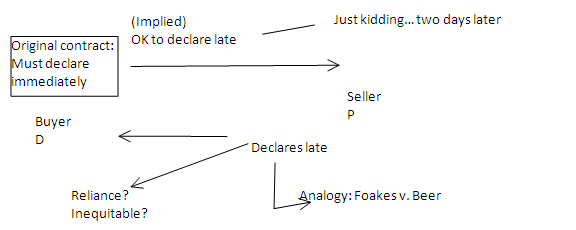 (Implied)
OK to declare late
Just kidding... two days later
Original contract:
Must declare
immediately
Seller
P
Buyer
D
Declares late
Reliance?
Inequitable?
Analogy: Foakes v. Beer